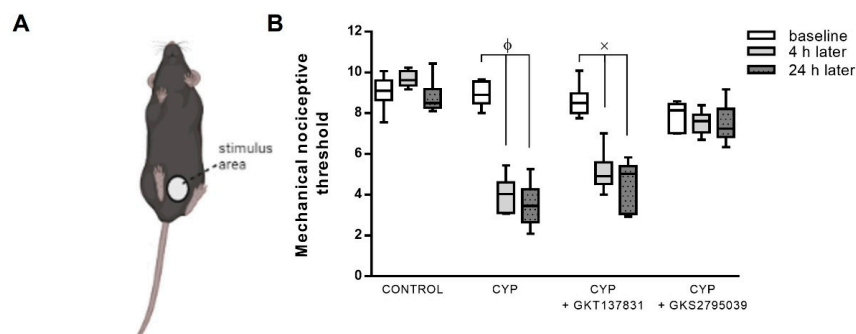 A
stimulus
area
B
Mechanical nociceptive
threshold
12
10
8
6
4
2
0
ϕ
×
CONTROL
CYP
CYP
+ GKT137831
CYP
+ GKS2795039
baseline
4 h later
24 h later